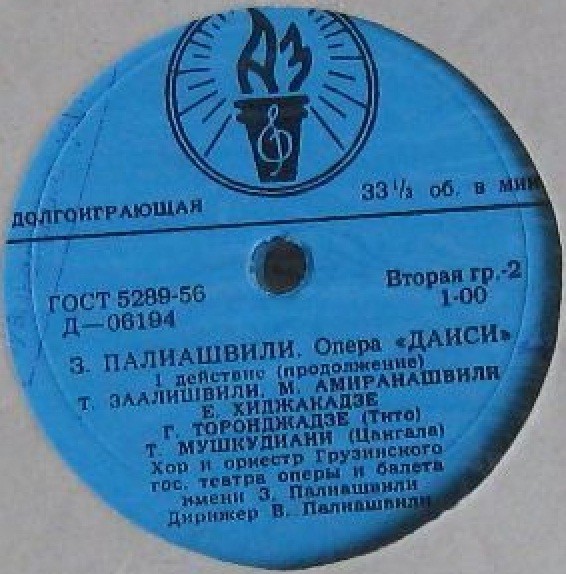 ДЗ
ДОЛГОИГРАЮЩАЯ
33 1/3 об. в мин
ГОСТ 5289-56
Д—06194
Вторая гр.-2
1-00
З. ПАЛИАШВИЛИ. Опера «ДАИСИ»
1 действие (продолжение)
Т. ЗААЛИШВИЛИ, М. АМИРАНАШВИЛИ
Е. ХИДЖАКАДЗЕ
Г. ТОРОНДЖАДЗЕ (Тито)
Т. МУШКУДИАНИ (Цангала)
Хор и оркестр Грузинского
гос. театра оперы и балета
имени З. Палиашвили
Дирижер В. Палиашвили